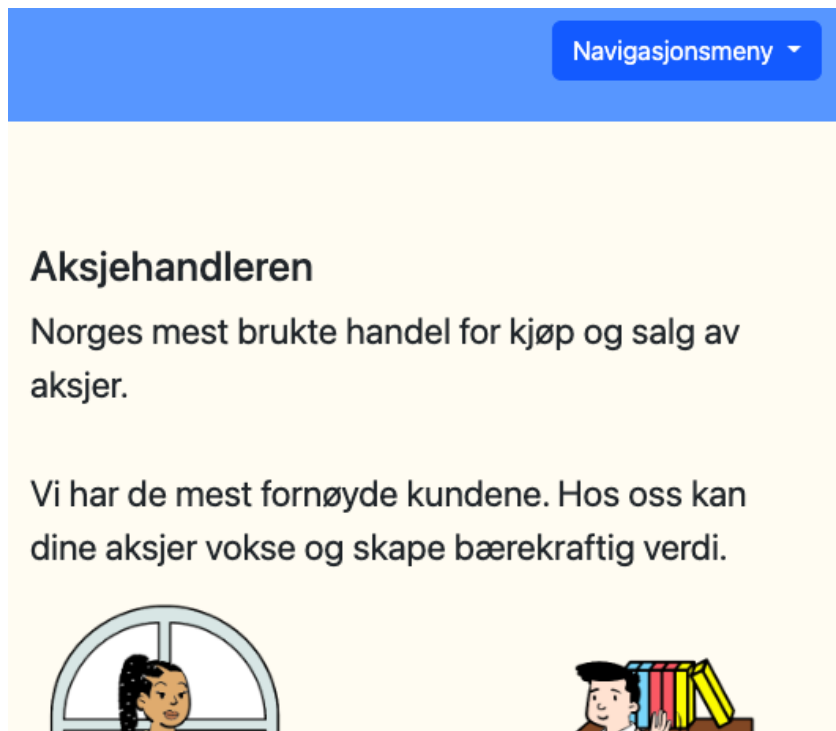 Navigasjonsmeny
Aksjehandleren
Norges mest brukte handel for kjøp og salg av
aksjer.
Vi har de mest fornøyde kundene. Hos oss kan
dine aksjer vokse og skape bærekraftig verdi.